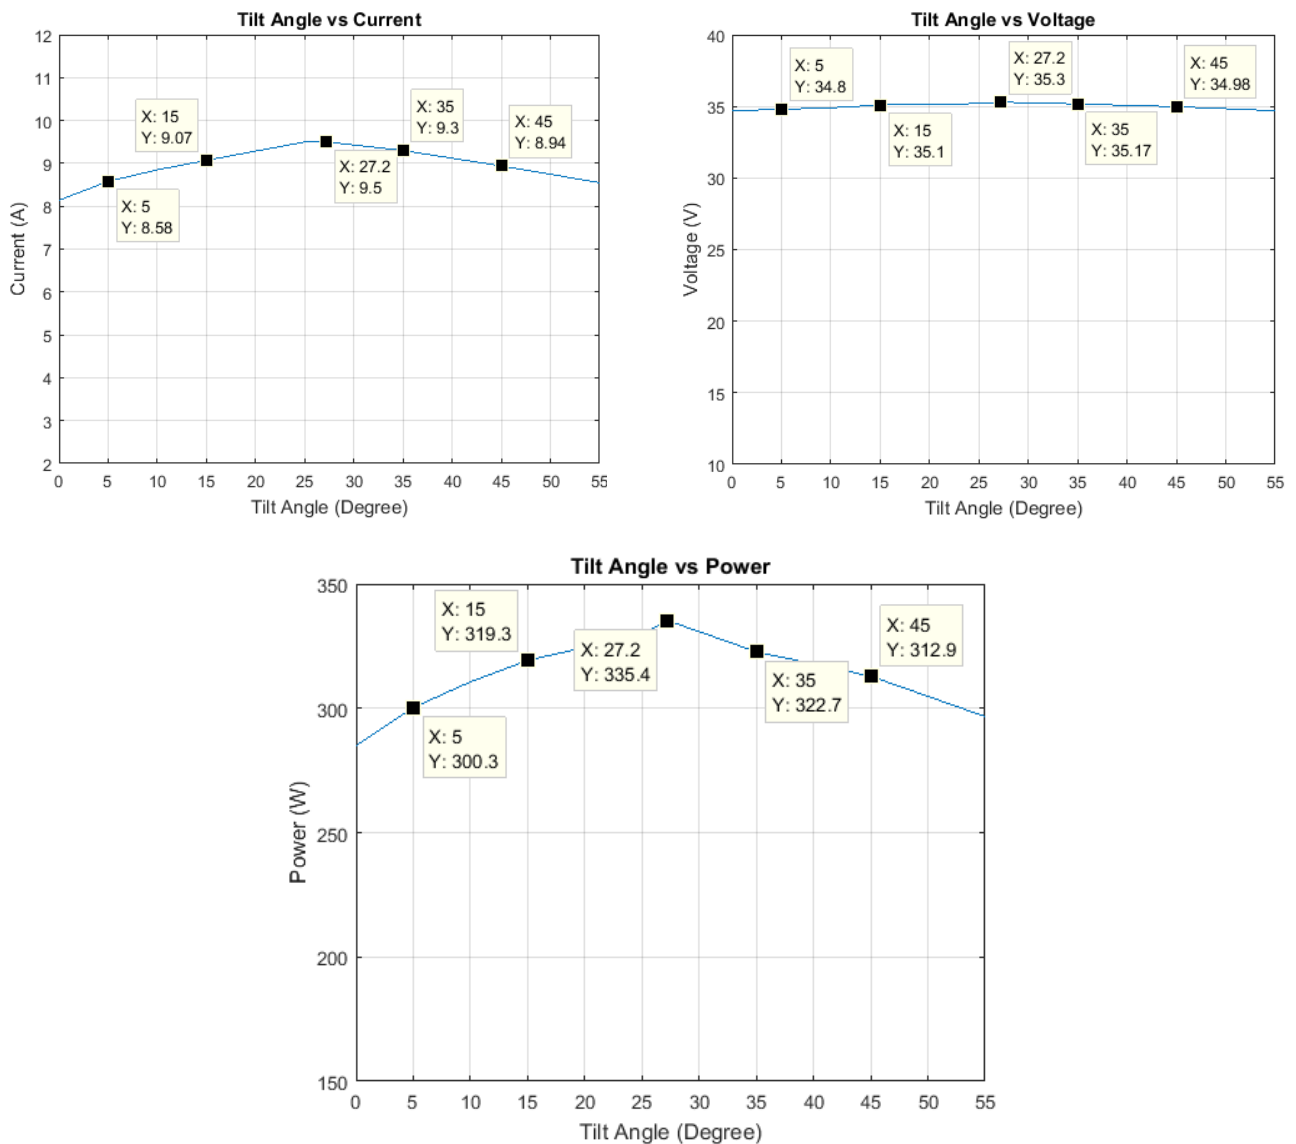 Tilt Angle vs Current
12
11
10
9
8
7
6
5
4
3
2
Current (A)
X: 5
Y: 8.58
X: 15
Y: 9.07
X: 27.2
Y: 9.5
X: 35
Y: 9.3
X: 45
Y: 8.94
0 5 10 15 20 25 30 35 40 45 50 55
Tilt Angle (Degree)
Tilt Angle vs Voltage
40
35
30
25
20
15
10
Voltage (V)
X: 5
Y: 34.8
X: 15
Y: 35.1
X: 27.2
Y: 35.3
X: 35
Y: 35.17
X: 45
Y: 34.98
0 5 10 15 20 25 30 35 40 45 50 55
Tilt Angle (Degree)
Tilt Angle vs Power
350
300
250
200
150
Power (W)
X: 5
Y: 300.3
X: 15
Y: 319.3
X: 27.2
Y: 335.4
X: 35
Y: 322.7
X: 45
Y: 312.9
0 5 10 15 20 25 30 35 40 45 50 55
Tilt Angle (Degree)